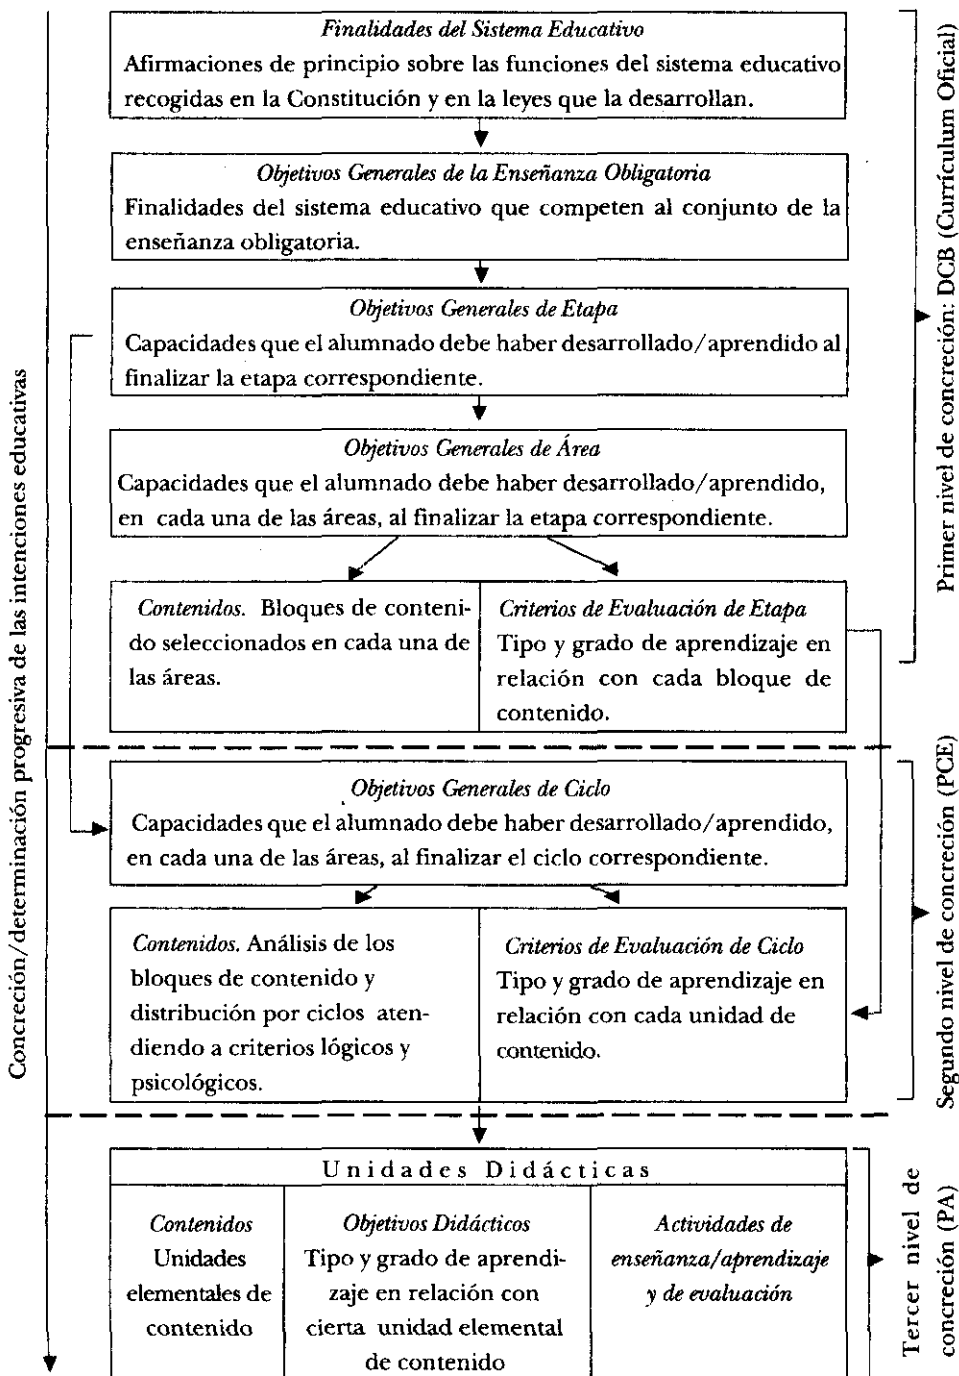 Finalidades del Sistema Educativo
Afirmaciones de principio sobre las funciones del sistema educativo
recogidas en la Constitución y en la leyes que la desarrollan.
Objetivos Generales de la Enseñanza Obligatoria
Finalidades del sistema educativo que competen al conjunto de la
enseñanza obligatoria.
Objetivos Generales de Etapa
Capacidades que el alumnado debe haber desarrollado/aprendido al
finalizar la etapa correspondiente.
Objetivos Generales de Área
Capacidades que el alumnado debe haber desarrollado/aprendido,
en cada una de las áreas, al finalizar la etapa correspondiente.
Contenidos. Bloques de conteni-
do seleccionados en cada una de
las áreas.
Criterios de Evaluación de Etapa
Tipo y grado de aprendizaje en
relación con cada bloque de
contenido.
Objetivos Generales de Ciclo
Capacidades que el alumnado debe haber desarrollado/aprendido,
en cada una de las áreas, al finalizar el ciclo correspondiente.
Contenidos. Análisis de los
bloques de contenido y
distribución por ciclos aten-
diendo a criterios lógicos y
psicológicos.
Criterios de Evaluación de Ciclo
Tipo y grado de aprendizaje en
relación con cada unidad de
contenido.
Unidades Didácticas
Contenidos
Unidades
elementales de
contenido
Objetivos Didácticos
Tipo y grado de aprendi-
zaje en relación con
cierta unidad elemental
de contenido
Actividades de
enseñanza/aprendizaje
y de evaluación
Concreción/determinación progresiva de las intenciones educativas
Primer nivel de concreción: DCB (Currículum Oficial)
Segundo nivel de concreción (PCE)
Tercer nivel de
concreción (PA)